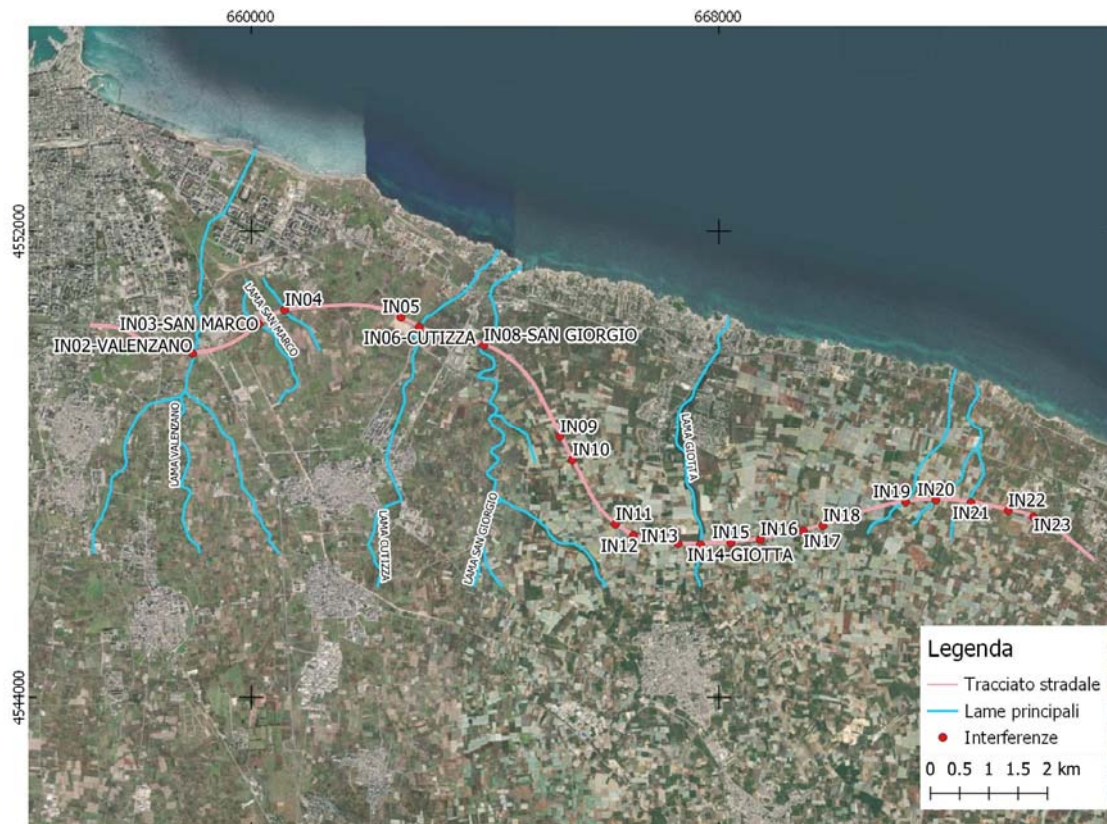 660000
668000
4552000
4544000
IN04
IN03-SAN MARCO
LAMA SAN MARCO
IN02-VALENZANO
IN05
IN06-CUTIZZA
IN08-SAN GIORGIO
LAMA VALENZANO
LAMA CUTIZZA
LAMA SAN GIORGIO
LAMA GIOTTA
IN09
IN10
IN11
IN12
IN13
IN14-GIOTTA
IN15
IN16
IN17
IN18
IN19
IN20
IN21
IN22
IN23
Legenda
Tracciato stradale
Lame principali
Interferenze
0 0.5 1 1.5 2 km